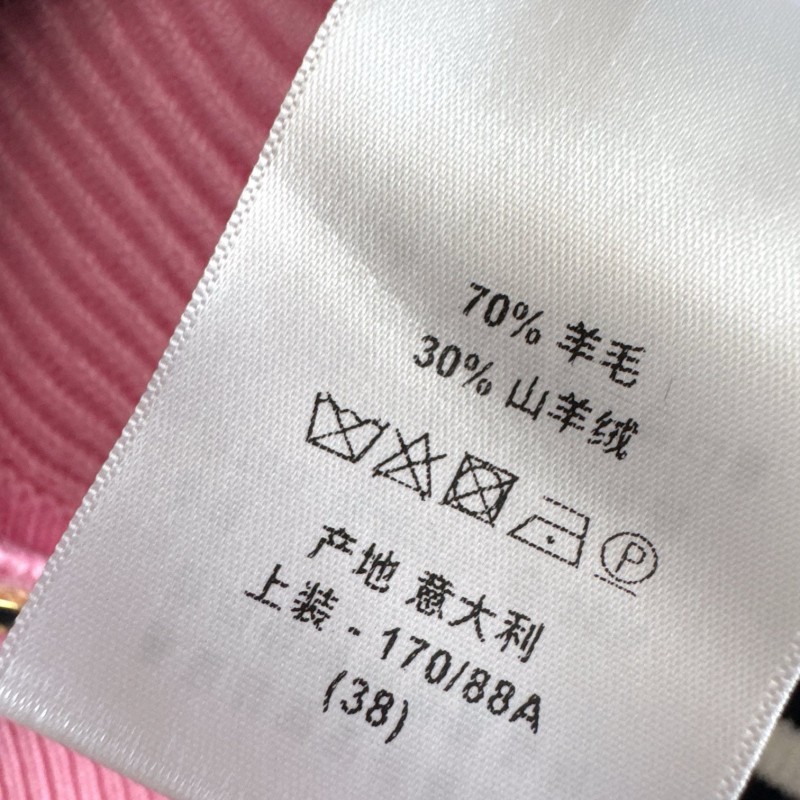 70% 羊毛
30% 山羊绒
P
产地 意大利
上装 - 170/88A
(38)